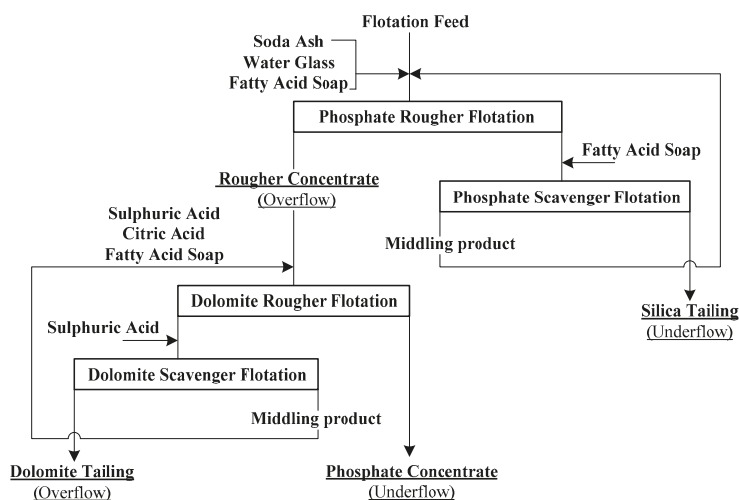 Flotation Feed
Soda Ash
Water Glass
Fatty Acid Soap
Phosphate Rougher Flotation
Fatty Acid Soap
Rougher Concentrate
(Overflow)
Phosphate Scavenger Flotation
Sulphuric Acid
Citric Acid
Fatty Acid Soap
Middling product
Dolomite Rougher Flotation
Silica Tailing
(Underflow)
Sulphuric Acid
Dolomite Scavenger Flotation
Middling product
Dolomite Tailing
(Overflow)
Phosphate Concentrate
(Underflow)